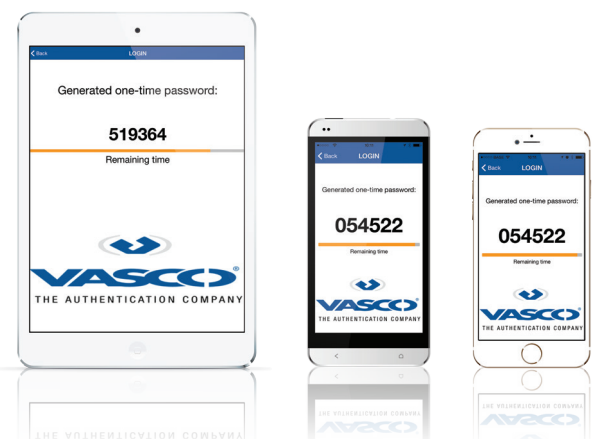 Back
LOGIN
Generated one-time password:
519364
Remaining time
VASCO®
THE AUTHENTICATION COMPANY
Back
LOGIN
Generated one-time password:
054522
Remaining time
VASCO
THE AUTHENTICATION COMPANY
Back
LOGIN
Generated one-time password:
054522
Remaining time
VASCO
THE AUTHENTICATION COMPANY